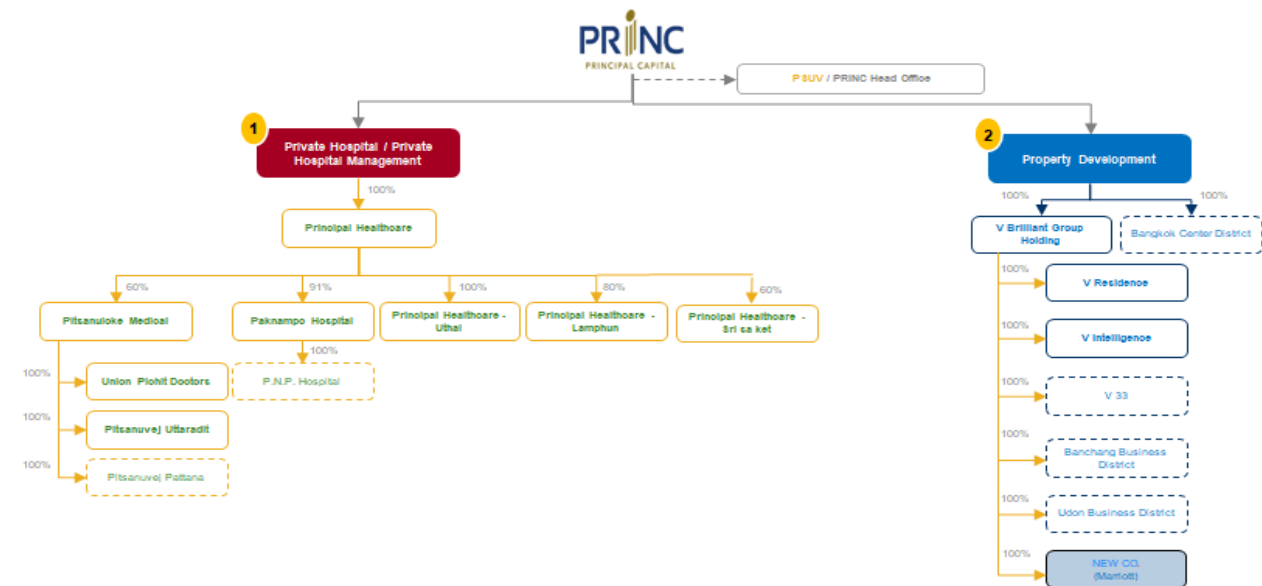 PRINC
PRINCIPAL CAPITAL
PSUV / PRINC Head Office
1
Private Hospital / Private
Hospital Management
2
Property Development
100%
100%
100%
Principal Healthcare
V Brilliant Group
Holding
Bangkok Center District
60%
91%
100%
80%
60%
Pitsanuloke Medical
Paknampo Hospital
Principal Healthcare -
Uthai
Principal Healthcare -
Lamphun
Principal Healthcare -
Sri sa ket
100%
Union Plohit Doctors
100%
P.N.P. Hospital
100%
Pitsanuvej Uttaradit
100%
Pitsanuvej Pattana
100%
V Residence
100%
V Intelligence
100%
V 33
100%
Banchang Business
District
100%
Udon Business District
100%
NEW CO.
(Marriott)